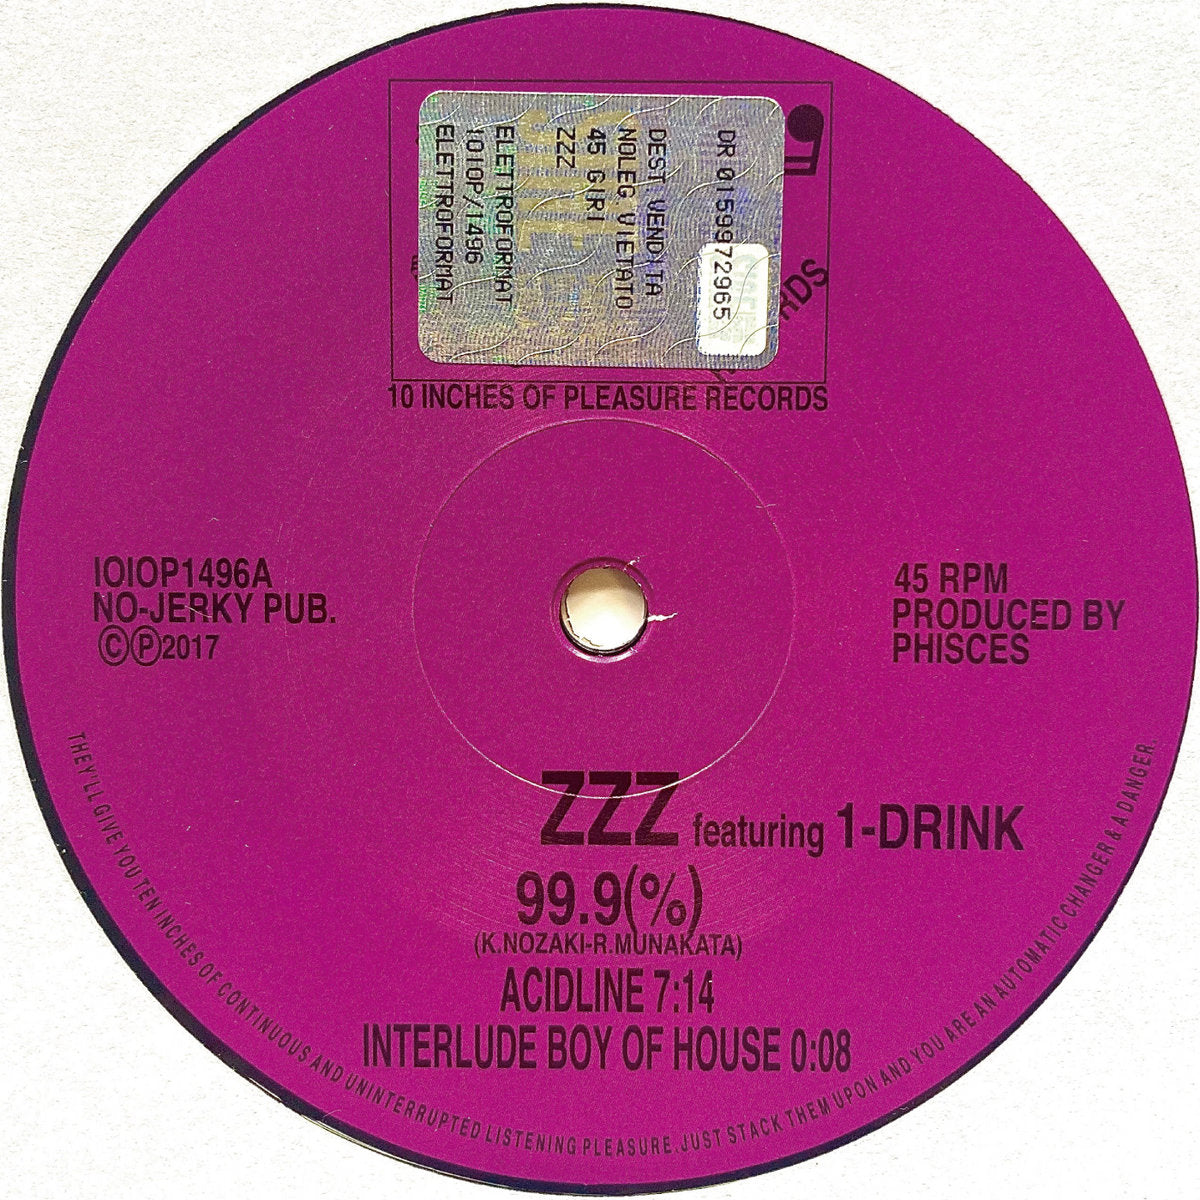 DR 0159972965
DEST.VENDITA
NOLEG.VIETATO
45 GIRI
ZZZ
ELETTROFORMAT
IOIOP/1496
ELETTROFORMAT
RDS
10 INCHES OF PLEASURE RECORDS
IOIOP1496A
NO-JERKY PUB.
ⒸⓅ2017
45 RPM
PRODUCED BY
PHISCES
ZZZ featuring 1-DRINK
99.9(%)
(K.NOZAKI-R.MUNAKATA)
ACIDLINE 7:14
INTERLUDE BOY OF HOUSE 0:08
THEY'LL GIVE YOU TEN INCHES OF CONTINUOUS AND UNINTERRUPTED LISTENING PLEASURE. JUST STACK THEM UPON AND YOU ARE AN AUTOMATIC CHANGER & A DANGER.